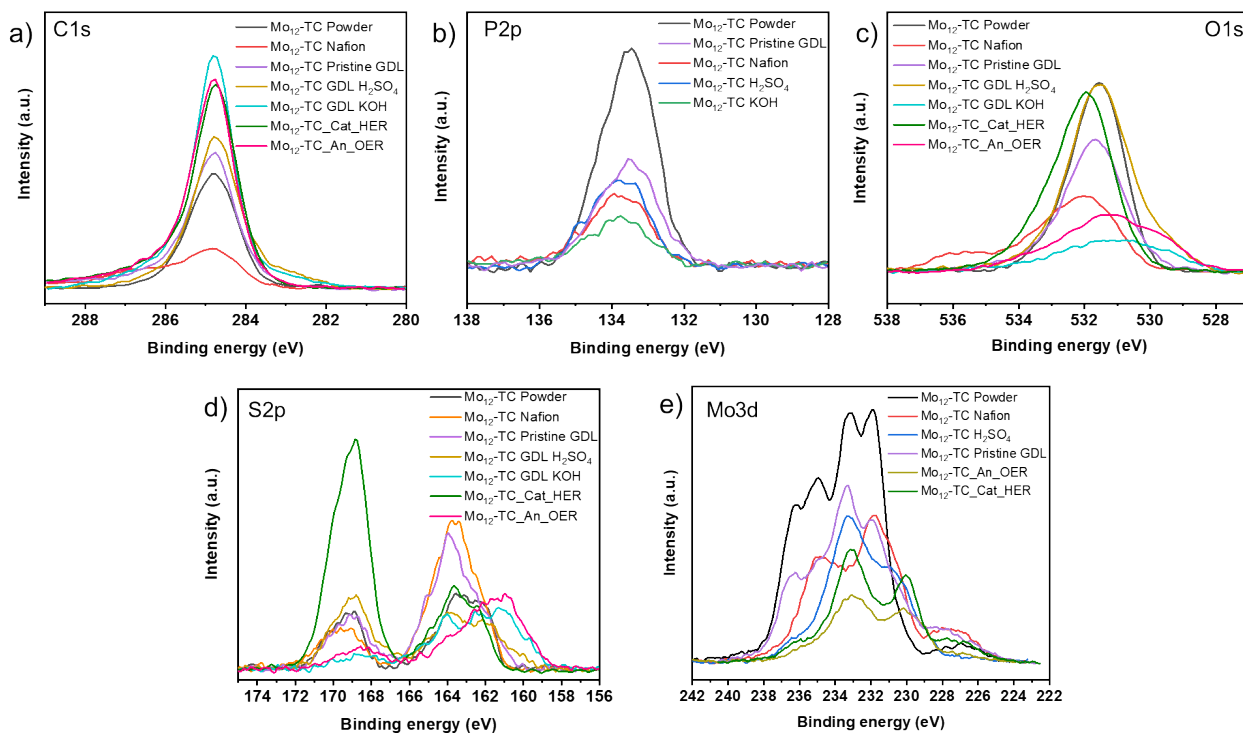 a)
C1s
Mo₁₂-TC Powder
Mo₁₂-TC Nafion
Mo₁₂-TC Pristine GDL
Mo₁₂-TC GDL H₂SO₄
Mo₁₂-TC GDL KOH
Mo₁₂-TC_Cat_HER
Mo₁₂-TC_An_OER
Intensity (a.u.)
288 286 284 282 280
Binding energy (eV)
b)
P2p
Mo₁₂-TC Powder
Mo₁₂-TC Pristine GDL
Mo₁₂-TC Nafion
Mo₁₂-TC H₂SO₄
Mo₁₂-TC KOH
Intensity (a.u.)
138 136 134 132 130 128
Binding energy (eV)
c)
O1s
Mo₁₂-TC Powder
Mo₁₂-TC Nafion
Mo₁₂-TC Pristine GDL
Mo₁₂-TC GDL H₂SO₄
Mo₁₂-TC GDL KOH
Mo₁₂-TC_Cat_HER
Mo₁₂-TC_An_OER
Intensity (a.u.)
538 536 534 532 530 528
Binding energy (eV)
d)
S2p
Mo₁₂-TC Powder
Mo₁₂-TC Nafion
Mo₁₂-TC Pristine GDL
Mo₁₂-TC GDL H₂SO₄
Mo₁₂-TC GDL KOH
Mo₁₂-TC_Cat_HER
Mo₁₂-TC_An_OER
Intensity (a.u.)
174 172 170 168 166 164 162 160 158 156
Binding energy (eV)
e)
Mo3d
Mo₁₂-TC Powder
Mo₁₂-TC Nafion
Mo₁₂-TC H₂SO₄
Mo₁₂-TC Pristine GDL
Mo₁₂-TC_An_OER
Mo₁₂-TC_Cat_HER
Intensity (a.u.)
242 240 238 236 234 232 230 228 226 224 222
Binding energy (eV)